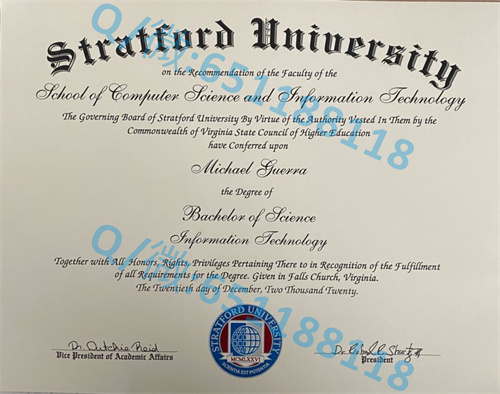 Stratford University
on the Recommendation of the Faculty of the
School of Computer Science and Information Technology
The Governing Board of Stratford University By Virtue of the Authority Vested In Them by the
Commonwealth of Virginia State Council of Higher Education
have Conferred upon
Michael Guerra
the Degree of
Bachelor of Science
Information Technology
Together with All Honors, Rights, Privileges Pertaining There to in Recognition of the Fulfillment
of all Requirements for the Degree. Given in Falls Church, Virginia.
The Twentieth day of December, Two Thousand Twenty.
STRATFORD UNIVERSITY
MCMLXXVI
SCIENTIA EST POTENTIA
Vice President of Academic Affairs
President
Q/微:651188118
Q/微:651188118